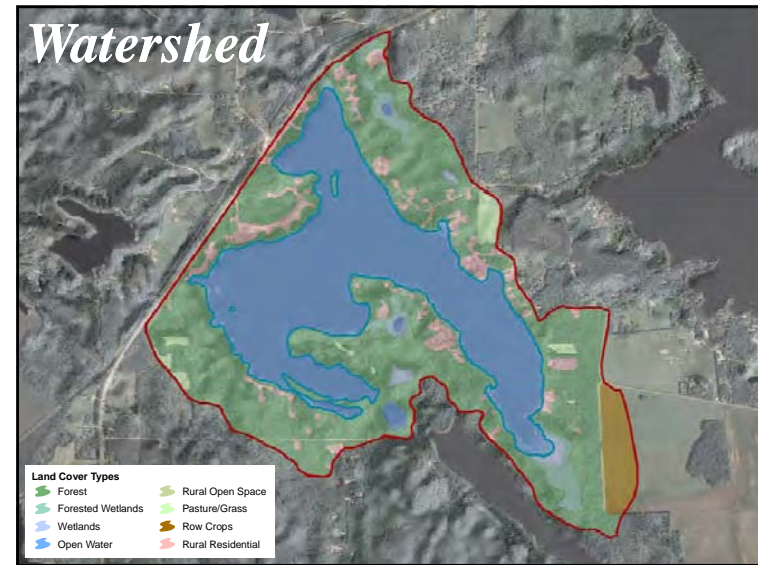 Watershed
Land Cover Types
Forest
Forested Wetlands
Wetlands
Open Water
Rural Open Space
Pasture/Grass
Row Crops
Rural Residential